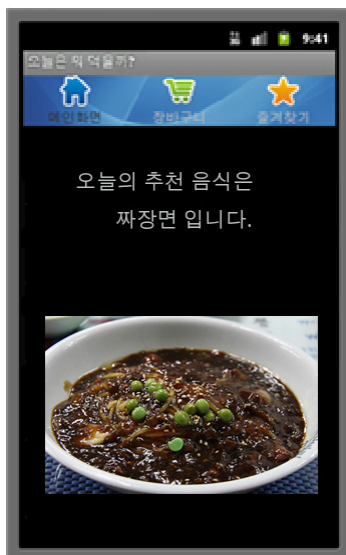 9:41
오늘은 뭐 먹을까?
메인화면 장바구니 즐겨찾기
오늘의 추천 음식은
짜장면 입니다.